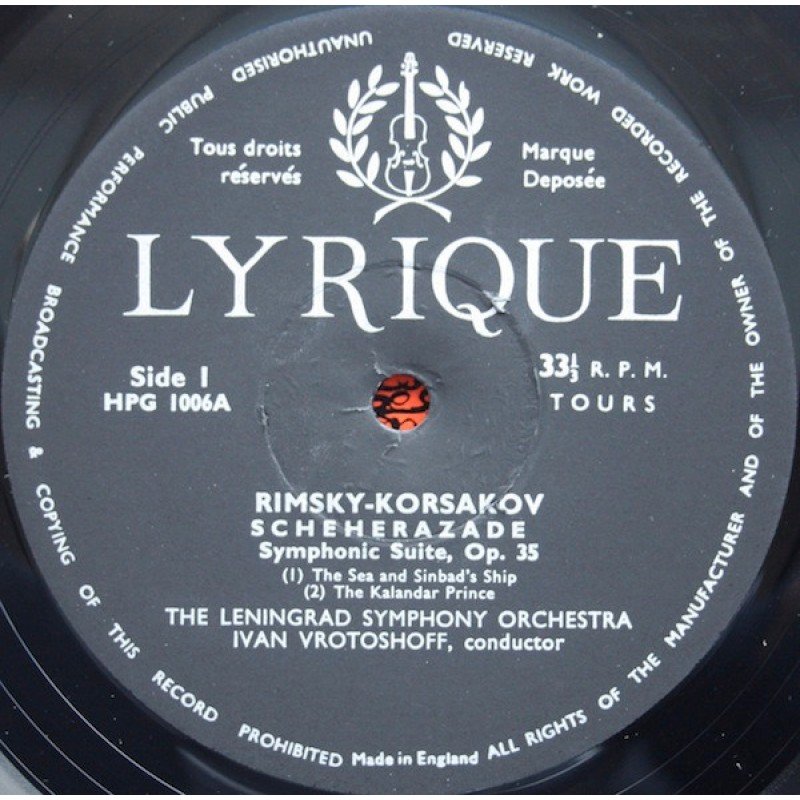 Tous droits
réservés
Marque
Deposée
LYRIQUE
Side 1
HPG 1006A
33⅓ R. P. M.
TOURS
RIMSKY-KORSAKOV
SCHEHERAZADE
Symphonic Suite, Op. 35
(1) The Sea and Sinbad's Ship
(2) The Kalandar Prince
THE LENINGRAD SYMPHONY ORCHESTRA
IVAN VROTOSHOFF, conductor
ALL RIGHTS OF THE MANUFACTURER AND OF THE OWNER OF THE RECORDED WORK RESERVED
UNAUTHORISED PUBLIC PERFORMANCE BROADCASTING & COPYING OF THIS RECORD PROHIBITED
Made in England